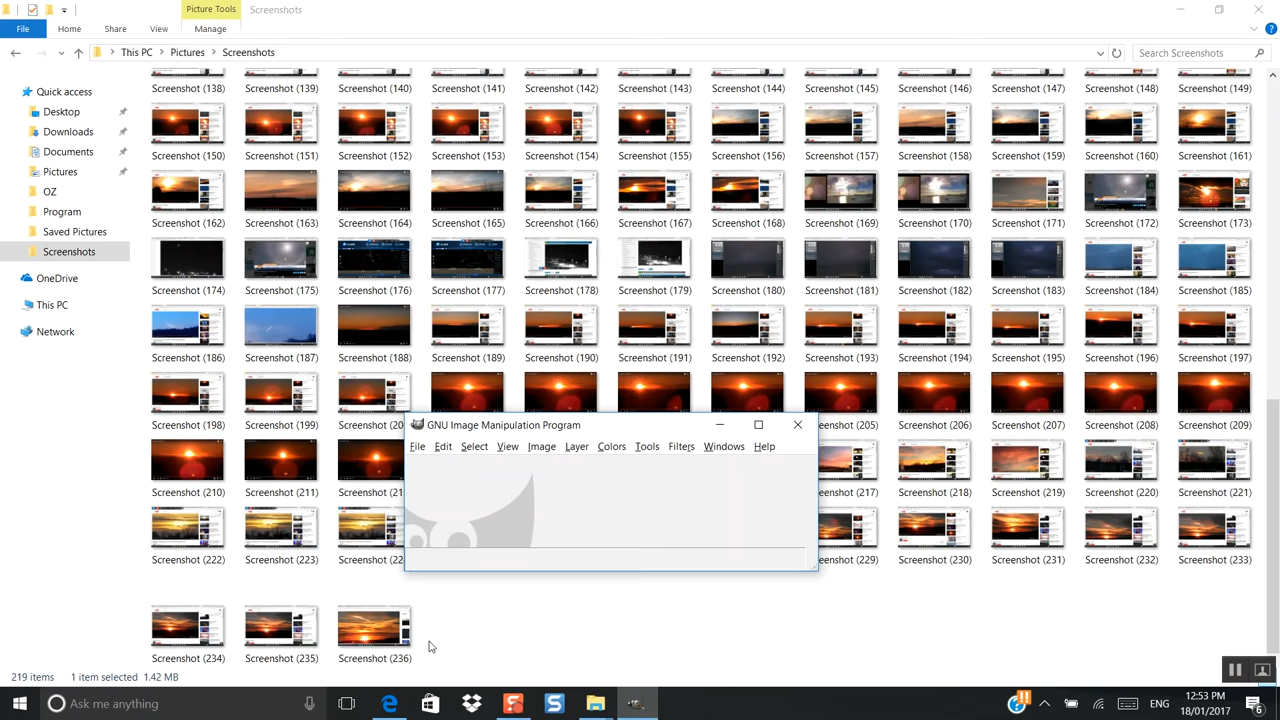 Picture Tools
Screenshots
File
Home
Share
View
Manage
This PC
Pictures
Screenshots
Search Screenshots
Quick access
Desktop
Downloads
Documents
Pictures
OZ
Program
Saved Pictures
Screenshots
OneDrive
This PC
Network
Screenshot (138)
Screenshot (139)
Screenshot (140)
Screenshot (141)
Screenshot (142)
Screenshot (143)
Screenshot (144)
Screenshot (145)
Screenshot (146)
Screenshot (147)
Screenshot (148)
Screenshot (149)
Screenshot (150)
Screenshot (151)
Screenshot (152)
Screenshot (153)
Screenshot (154)
Screenshot (155)
Screenshot (156)
Screenshot (157)
Screenshot (158)
Screenshot (159)
Screenshot (160)
Screenshot (161)
Screenshot (162)
Screenshot (163)
Screenshot (164)
Screenshot (165)
Screenshot (166)
Screenshot (167)
Screenshot (168)
Screenshot (169)
Screenshot (170)
Screenshot (171)
Screenshot (172)
Screenshot (173)
Screenshot (174)
Screenshot (175)
Screenshot (176)
Screenshot (177)
Screenshot (178)
Screenshot (179)
Screenshot (180)
Screenshot (181)
Screenshot (182)
Screenshot (183)
Screenshot (184)
Screenshot (185)
Screenshot (186)
Screenshot (187)
Screenshot (188)
Screenshot (189)
Screenshot (190)
Screenshot (191)
Screenshot (192)
Screenshot (193)
Screenshot (194)
Screenshot (195)
Screenshot (196)
Screenshot (197)
Screenshot (198)
Screenshot (199)
Screenshot (20
(205)
Screenshot (206)
Screenshot (207)
Screenshot (208)
Screenshot (209)
GNU Image Manipulation Program
File Edit Select View Image Layer Colors Tools Filters Windows Help
Screenshot (210)
Screenshot (211)
Screenshot (21
(217)
Screenshot (218)
Screenshot (219)
Screenshot (220)
Screenshot (221)
Screenshot (222)
Screenshot (223)
Screenshot (22
(229)
Screenshot (230)
Screenshot (231)
Screenshot (232)
Screenshot (233)
Screenshot (234)
Screenshot (235)
Screenshot (236)
219 items
1 item selected 1.42 MB
Ask me anything
ENG
12:53 PM
18/01/2017
6